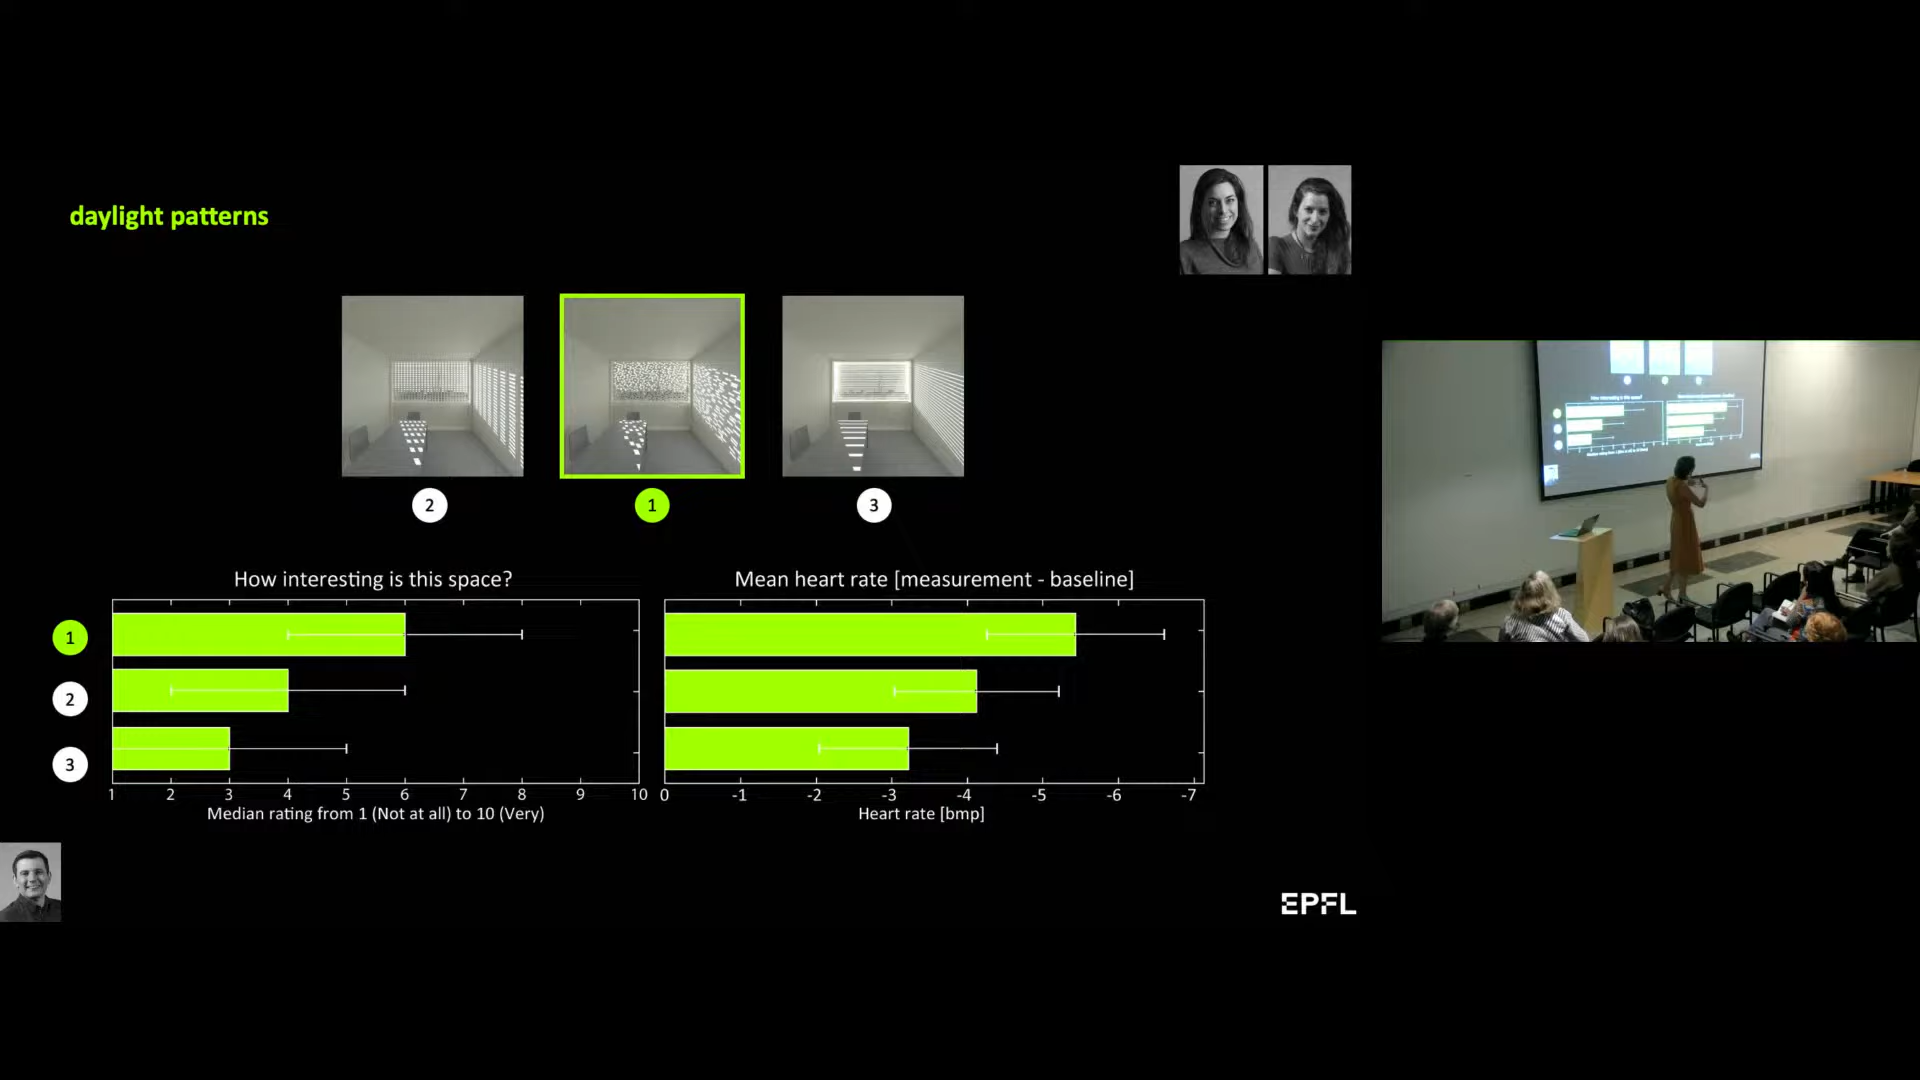 daylight patterns
2
1
3
How interesting is this space?
Mean heart rate [measurement - baseline]
1
2
3
1 2 3 4 5 6 7 8 9 10
0 -1 -2 -3 -4 -5 -6 -7
Median rating from 1 (Not at all) to 10 (Very)
Heart rate [bmp]
EPFL